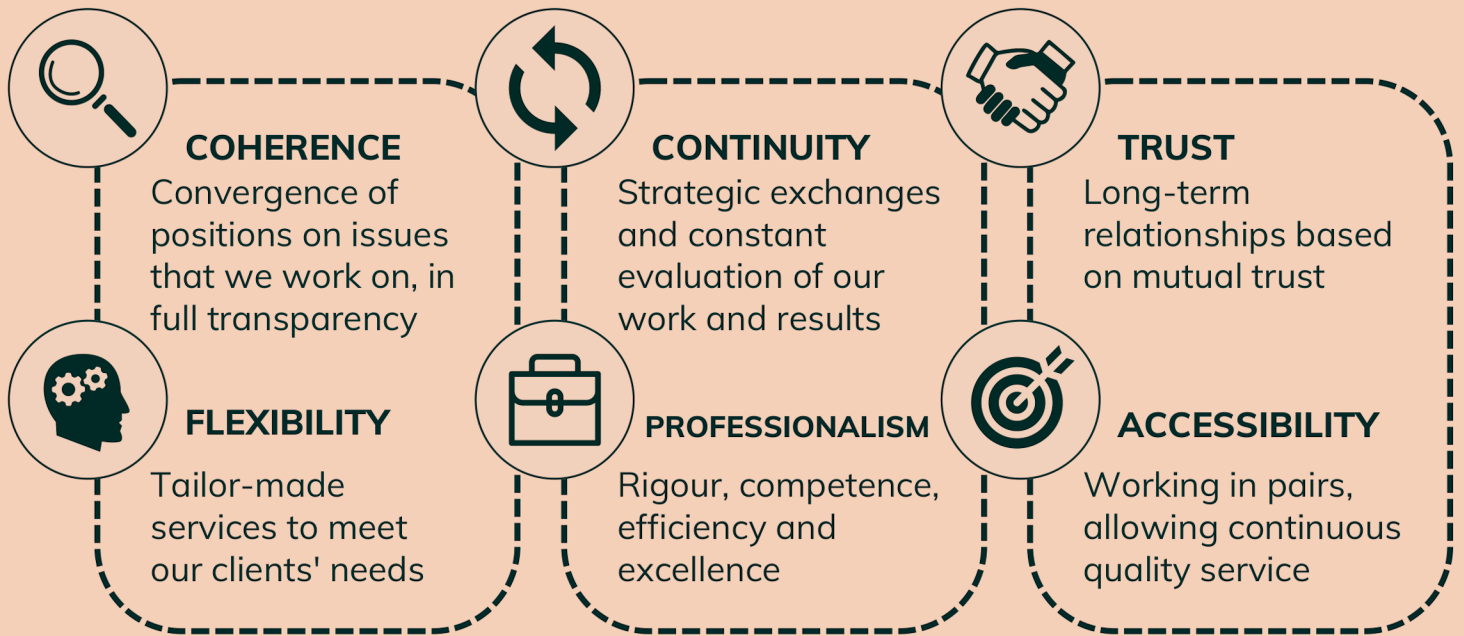 COHERENCE
Convergence of
positions on issues
that we work on, in
full transparency
CONTINUITY
Strategic exchanges
and constant
evaluation of our
work and results
TRUST
Long-term
relationships based
on mutual trust
FLEXIBILITY
Tailor-made
services to meet
our clients' needs
PROFESSIONALISM
Rigour, competence,
efficiency and
excellence
ACCESSIBILITY
Working in pairs,
allowing continuous
quality service